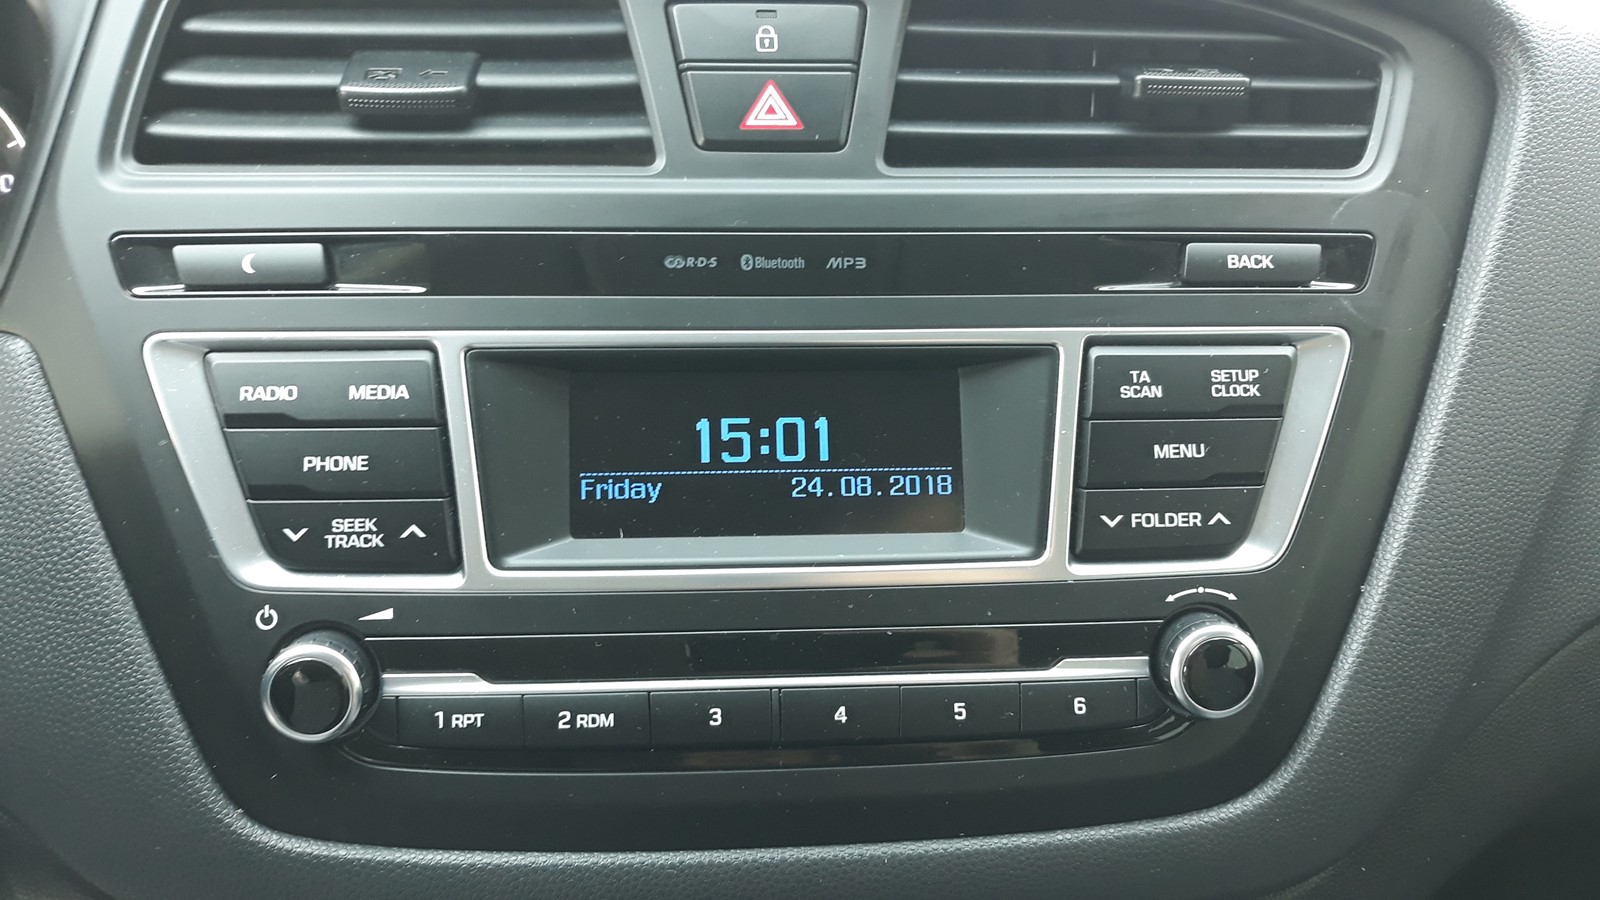 R·D·S Bluetooth MP3
BACK
RADIO MEDIA
PHONE
SEEK
TRACK
15:01
Friday 24.08.2018
TA
SCAN
SETUP
CLOCK
MENU
FOLDER
1 RPT 2 RDM 3 4 5 6